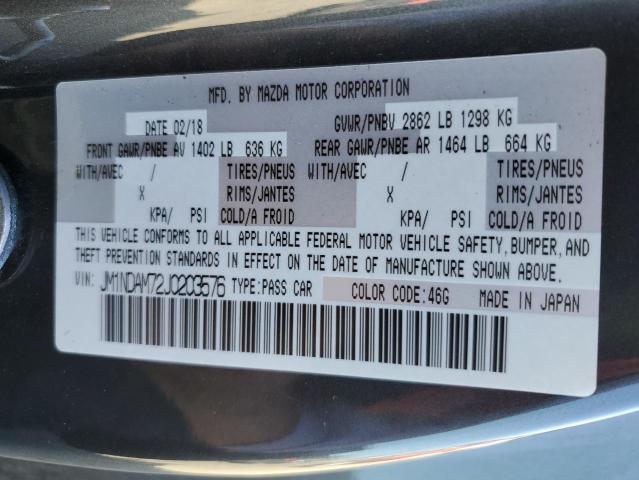 MFD. BY MAZDA MOTOR CORPORATION
DATE 02/18 GVWR/PNBV 2862 LB 1298 KG
FRONT GAWR/PNBE AV 1402 LB 636 KG REAR GAWR/PNBE AR 1464 LB 664 KG
WITH/AVEC / TIRES/PNEUS WITH/AVEC / TIRES/PNEUS
X RIMS/JANTES X RIMS/JANTES
KPA/ PSI COLD/A FROID KPA/ PSI COLD/A FROID
THIS VEHICLE CONFORMS TO ALL APPLICABLE FEDERAL MOTOR VEHICLE SAFETY, BUMPER, AND
THEFT PREVENTION STANDARDS IN EFFECT ON THE DATE OF MANUFACTURE SHOWN ABOVE.
VIN: JM1NDAM72J0203576 TYPE:PASS CAR COLOR CODE:46G MADE IN JAPAN